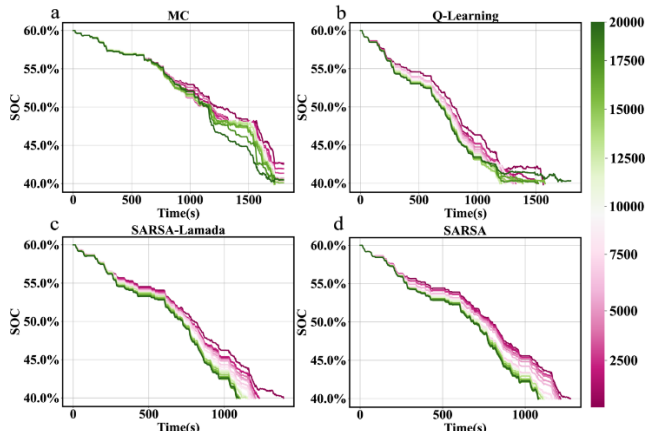 a MC
b Q-Learning
60.0%
55.0%
50.0%
45.0%
40.0%
SOC
0 500 1000 1500
Time(s)
60.0%
55.0%
50.0%
45.0%
40.0%
SOC
0 500 1000 1500
Time(s)
c SARSA-Lamada
d SARSA
60.0%
55.0%
50.0%
45.0%
40.0%
SOC
0 500 1000
Time(s)
60.0%
55.0%
50.0%
45.0%
40.0%
SOC
0 500 1000
Time(s)
20000
17500
15000
12500
10000
7500
5000
2500